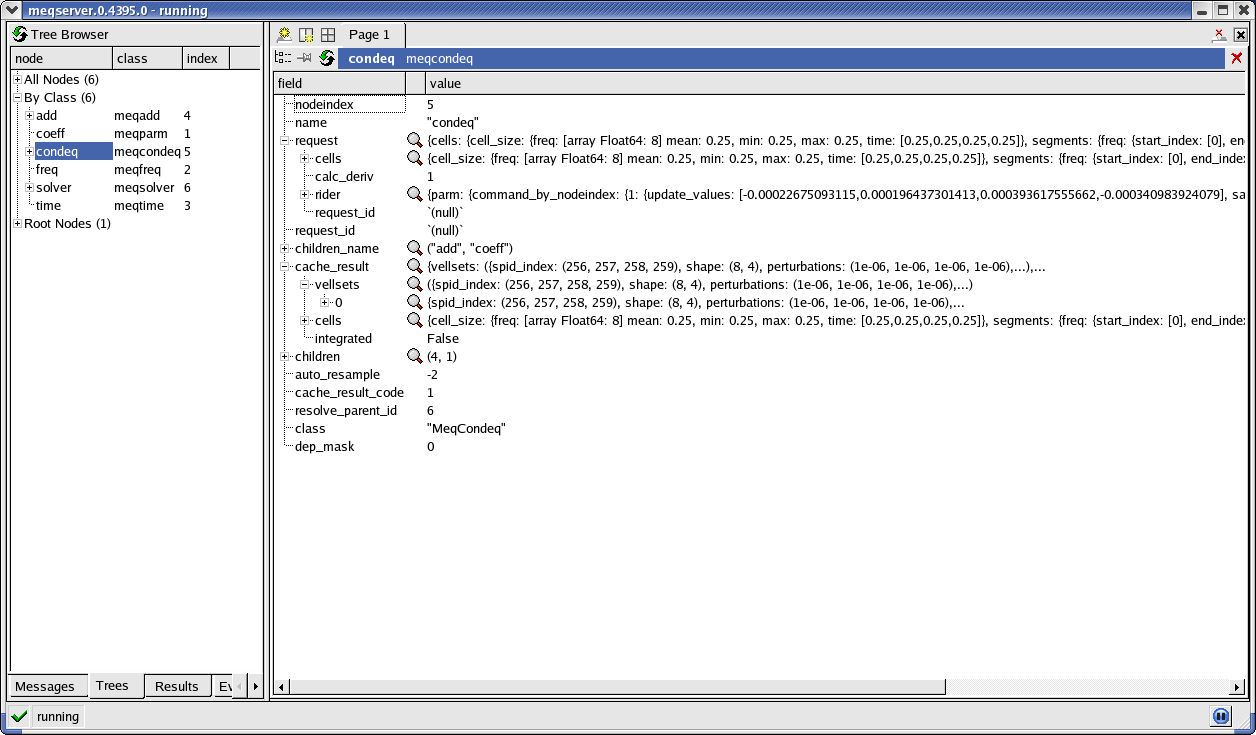 meqserver.0.4395.0 - running
Tree Browser
node class index
All Nodes (6)
By Class (6)
add meqadd 4
coeff meqparm 1
condeq meqcondeq 5
freq meqfreq 2
solver meqsolver 6
time meqtime 3
Root Nodes (1)
Messages Trees Results Ev
Page 1
condeq meqcondeq
field value
nodeindex 5
name "condeq"
request {cells: {cell_size: {freq: [array Float64: 8] mean: 0.25, min: 0.25, max: 0.25, time: [0.25,0.25,0.25,0.25]}, segments: {freq: {start_index: [0], en
cells {cell_size: {freq: [array Float64: 8] mean: 0.25, min: 0.25, max: 0.25, time: [0.25,0.25,0.25,0.25]}, segments: {freq: {start_index: [0], end_index
calc_deriv 1
rider {parm: {command_by_nodeindex: {1: {update_values: [-0.00022675093115,0.000196437301413,0.000393617555662,-0.000340983924079], sa
request_id `(null)`
request_id `(null)`
children_name ("add", "coeff")
cache_result {vellsets: ({spid_index: (256, 257, 258, 259), shape: (8, 4), perturbations: (1e-06, 1e-06, 1e-06, 1e-06),...),...
vellsets ({spid_index: (256, 257, 258, 259), shape: (8, 4), perturbations: (1e-06, 1e-06, 1e-06, 1e-06),...)
0 {spid_index: (256, 257, 258, 259), shape: (8, 4), perturbations: (1e-06, 1e-06, 1e-06, 1e-06),...
cells {cell_size: {freq: [array Float64: 8] mean: 0.25, min: 0.25, max: 0.25, time: [0.25,0.25,0.25,0.25]}, segments: {freq: {start_index: [0], end_index
integrated False
children (4, 1)
auto_resample -2
cache_result_code 1
resolve_parent_id 6
class "MeqCondeq"
dep_mask 0
running